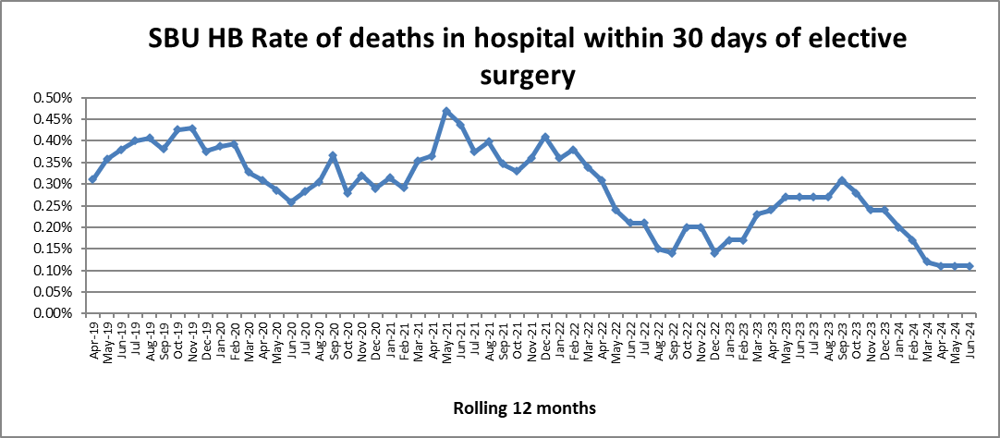 SBU HB Rate of deaths in hospital within 30 days of elective
surgery
0.50%
0.45%
0.40%
0.35%
0.30%
0.25%
0.20%
0.15%
0.10%
0.05%
0.00%
Apr-19
May-19
Jun-19
Jul-19
Aug-19
Sep-19
Oct-19
Nov-19
Dec-19
Jan-20
Feb-20
Mar-20
Apr-20
May-20
Jun-20
Jul-20
Aug-20
Sep-20
Oct-20
Nov-20
Dec-20
Jan-21
Feb-21
Mar-21
Apr-21
May-21
Jun-21
Jul-21
Aug-21
Sep-21
Oct-21
Nov-21
Dec-21
Jan-22
Feb-22
Mar-22
Apr-22
May-22
Jun-22
Jul-22
Aug-22
Sep-22
Oct-22
Nov-22
Dec-22
Jan-23
Feb-23
Mar-23
Apr-23
May-23
Jun-23
Jul-23
Aug-23
Sep-23
Oct-23
Nov-23
Dec-23
Jan-24
Feb-24
Mar-24
Apr-24
May-24
Jun-24
Rolling 12 months